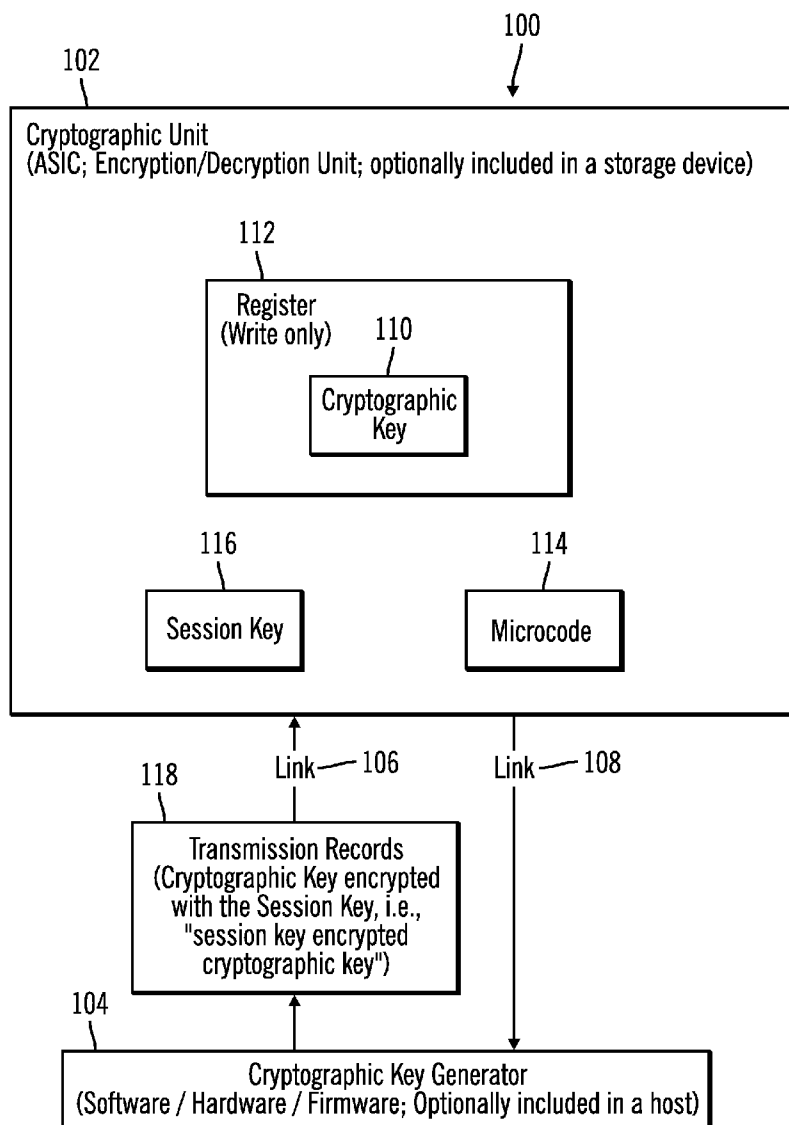 100
102
Cryptographic Unit
(ASIC; Encryption/Decryption Unit; optionally included in a storage device)
112
Register
(Write only)
110
Cryptographic
Key
116
Session Key
114
Microcode
Link
106
Link
108
118
Transmission Records
(Cryptographic Key encrypted
with the Session Key, i.e.,
"session key encrypted
cryptographic key")
104
Cryptographic Key Generator
(Software / Hardware / Firmware; Optionally included in a host)